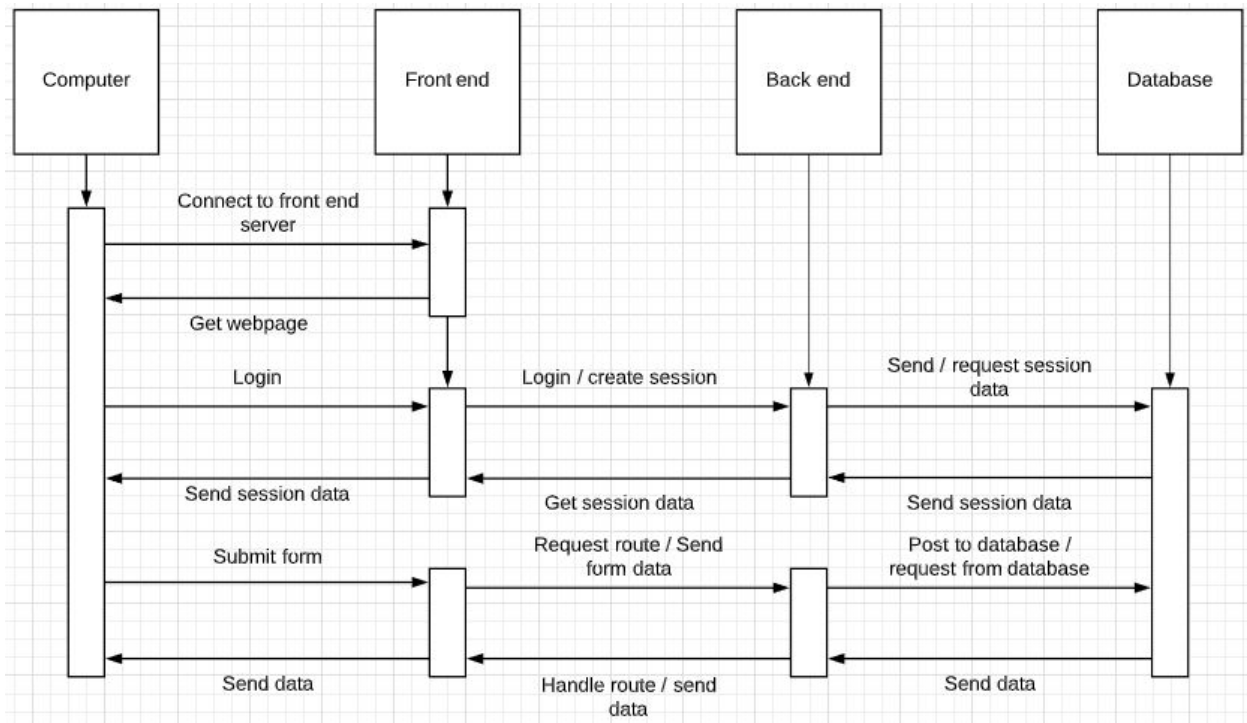 Computer
Front end
Back end
Database
Connect to front end
server
Get webpage
Login
Login / create session
Send / request session
data
Send session data
Get session data
Send session data
Submit form
Request route / Send
form data
Post to database /
request from database
Send data
Handle route / send
data
Send data